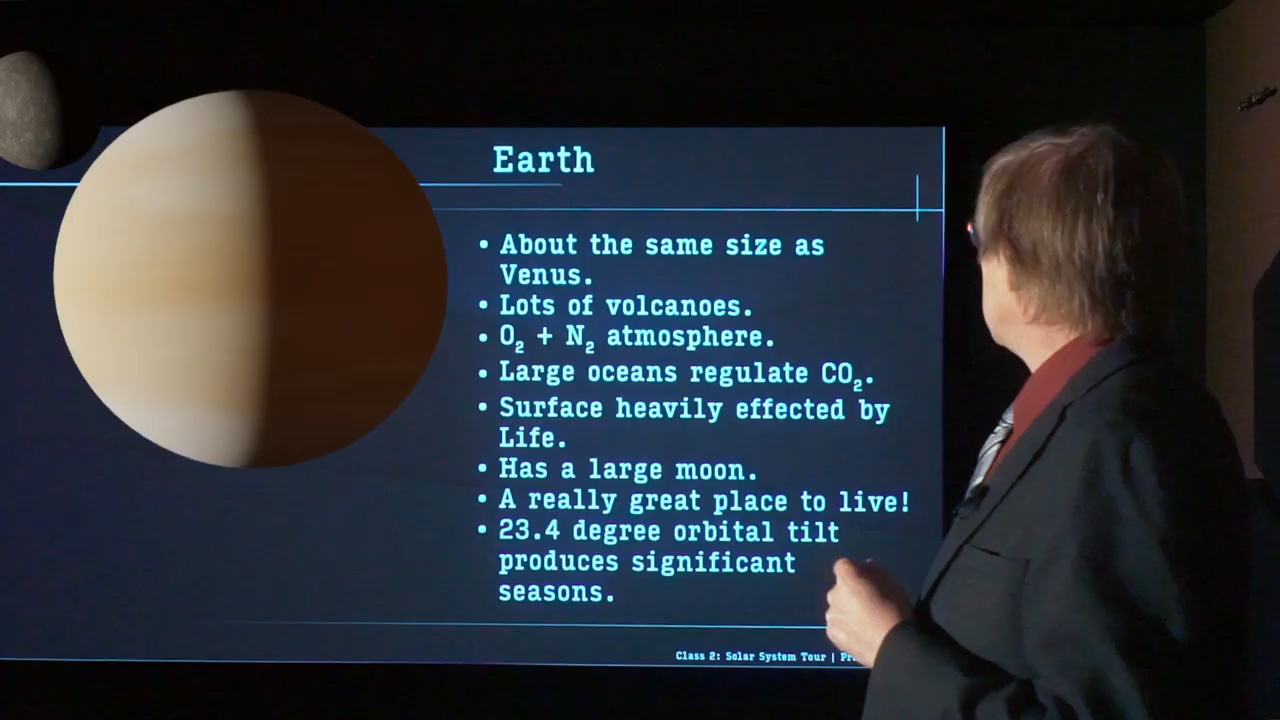 Earth
• About the same size as
Venus.
• Lots of volcanoes.
• O₂ + N₂ atmosphere.
• Large oceans regulate CO₂.
• Surface heavily effected by
Life.
• Has a large moon.
• A really great place to live!
• 23.4 degree orbital tilt
produces significant
seasons.
Class 2: Solar System Tour |